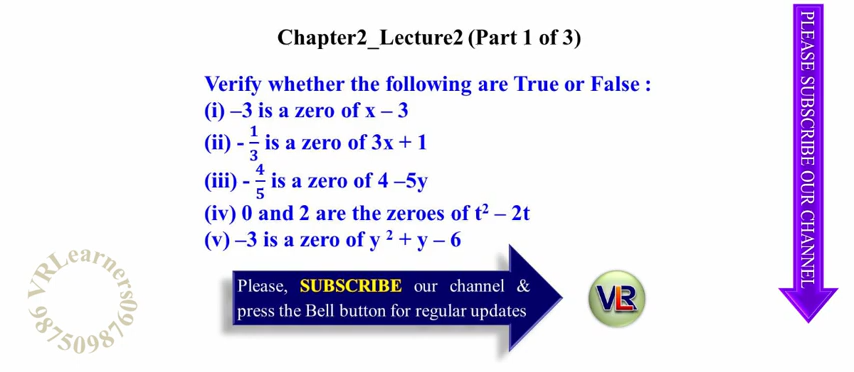 Chapter2_Lecture2 (Part 1 of 3)
Verify whether the following are True or False :
(i) –3 is a zero of x – 3
(ii) - 1/3 is a zero of 3x + 1
(iii) - 4/5 is a zero of 4 –5y
(iv) 0 and 2 are the zeroes of t² – 2t
(v) –3 is a zero of y ² + y – 6
Please, SUBSCRIBE our channel &
press the Bell button for regular updates
VLR
VRLearners09875098760
PLEASE SUBSCRIBE OUR CHANNEL